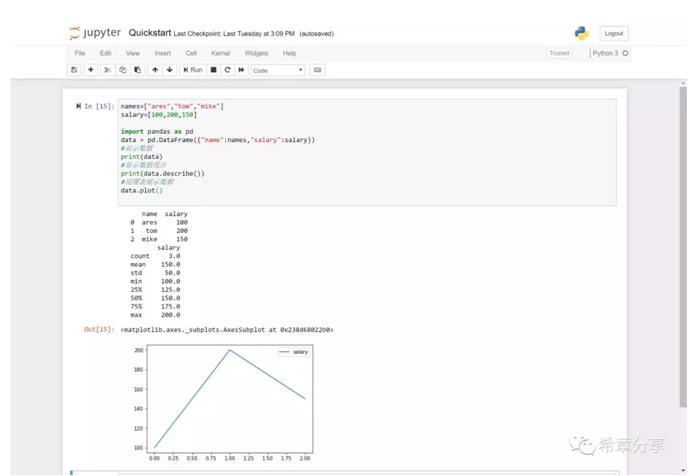 jupyter Quickstart Last Checkpoint: Last Tuesday at 3:09 PM (autosaved)
Logout
File Edit View Insert Cell Kernel Widgets Help
Trusted Python 3
Run Code
In [15]: names=["ares","tom","mike"]
salary=[100,200,150]
import pandas as pd
data = pd.DataFrame({"name":names,"salary":salary})
#显示数据
print(data)
#显示数据统计
print(data.describe())
#用图表展示数据
data.plot()
name salary
0 ares 100
1 tom 200
2 mike 150
salary
count 3.0
mean 150.0
std 50.0
min 100.0
25% 125.0
50% 150.0
75% 175.0
max 200.0
Out[15]: <matplotlib.axes._subplots.AxesSubplot at 0x238d68022b0>
salary
200
180
160
140
120
100
0.00 0.25 0.50 0.75 1.00 1.25 1.50 1.75 2.00
希章分享